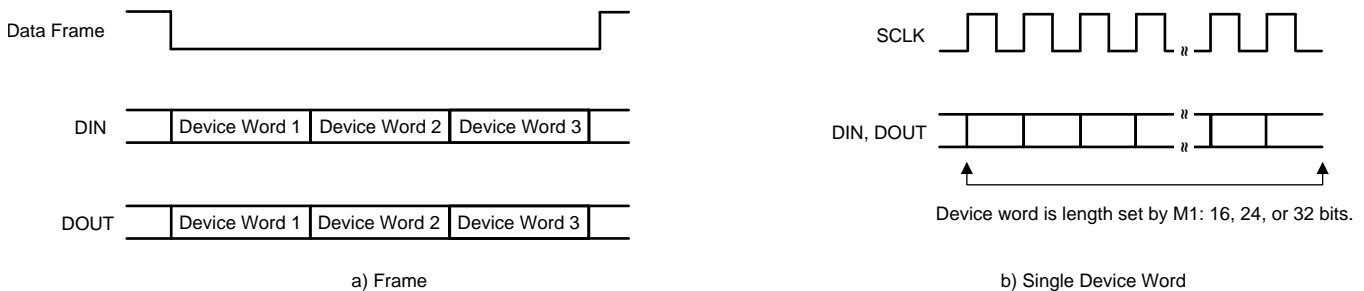 Data Frame
DIN
Device Word 1 Device Word 2 Device Word 3
DOUT
Device Word 1 Device Word 2 Device Word 3
a) Frame
SCLK
DIN, DOUT
Device word is length set by M1: 16, 24, or 32 bits.
b) Single Device Word